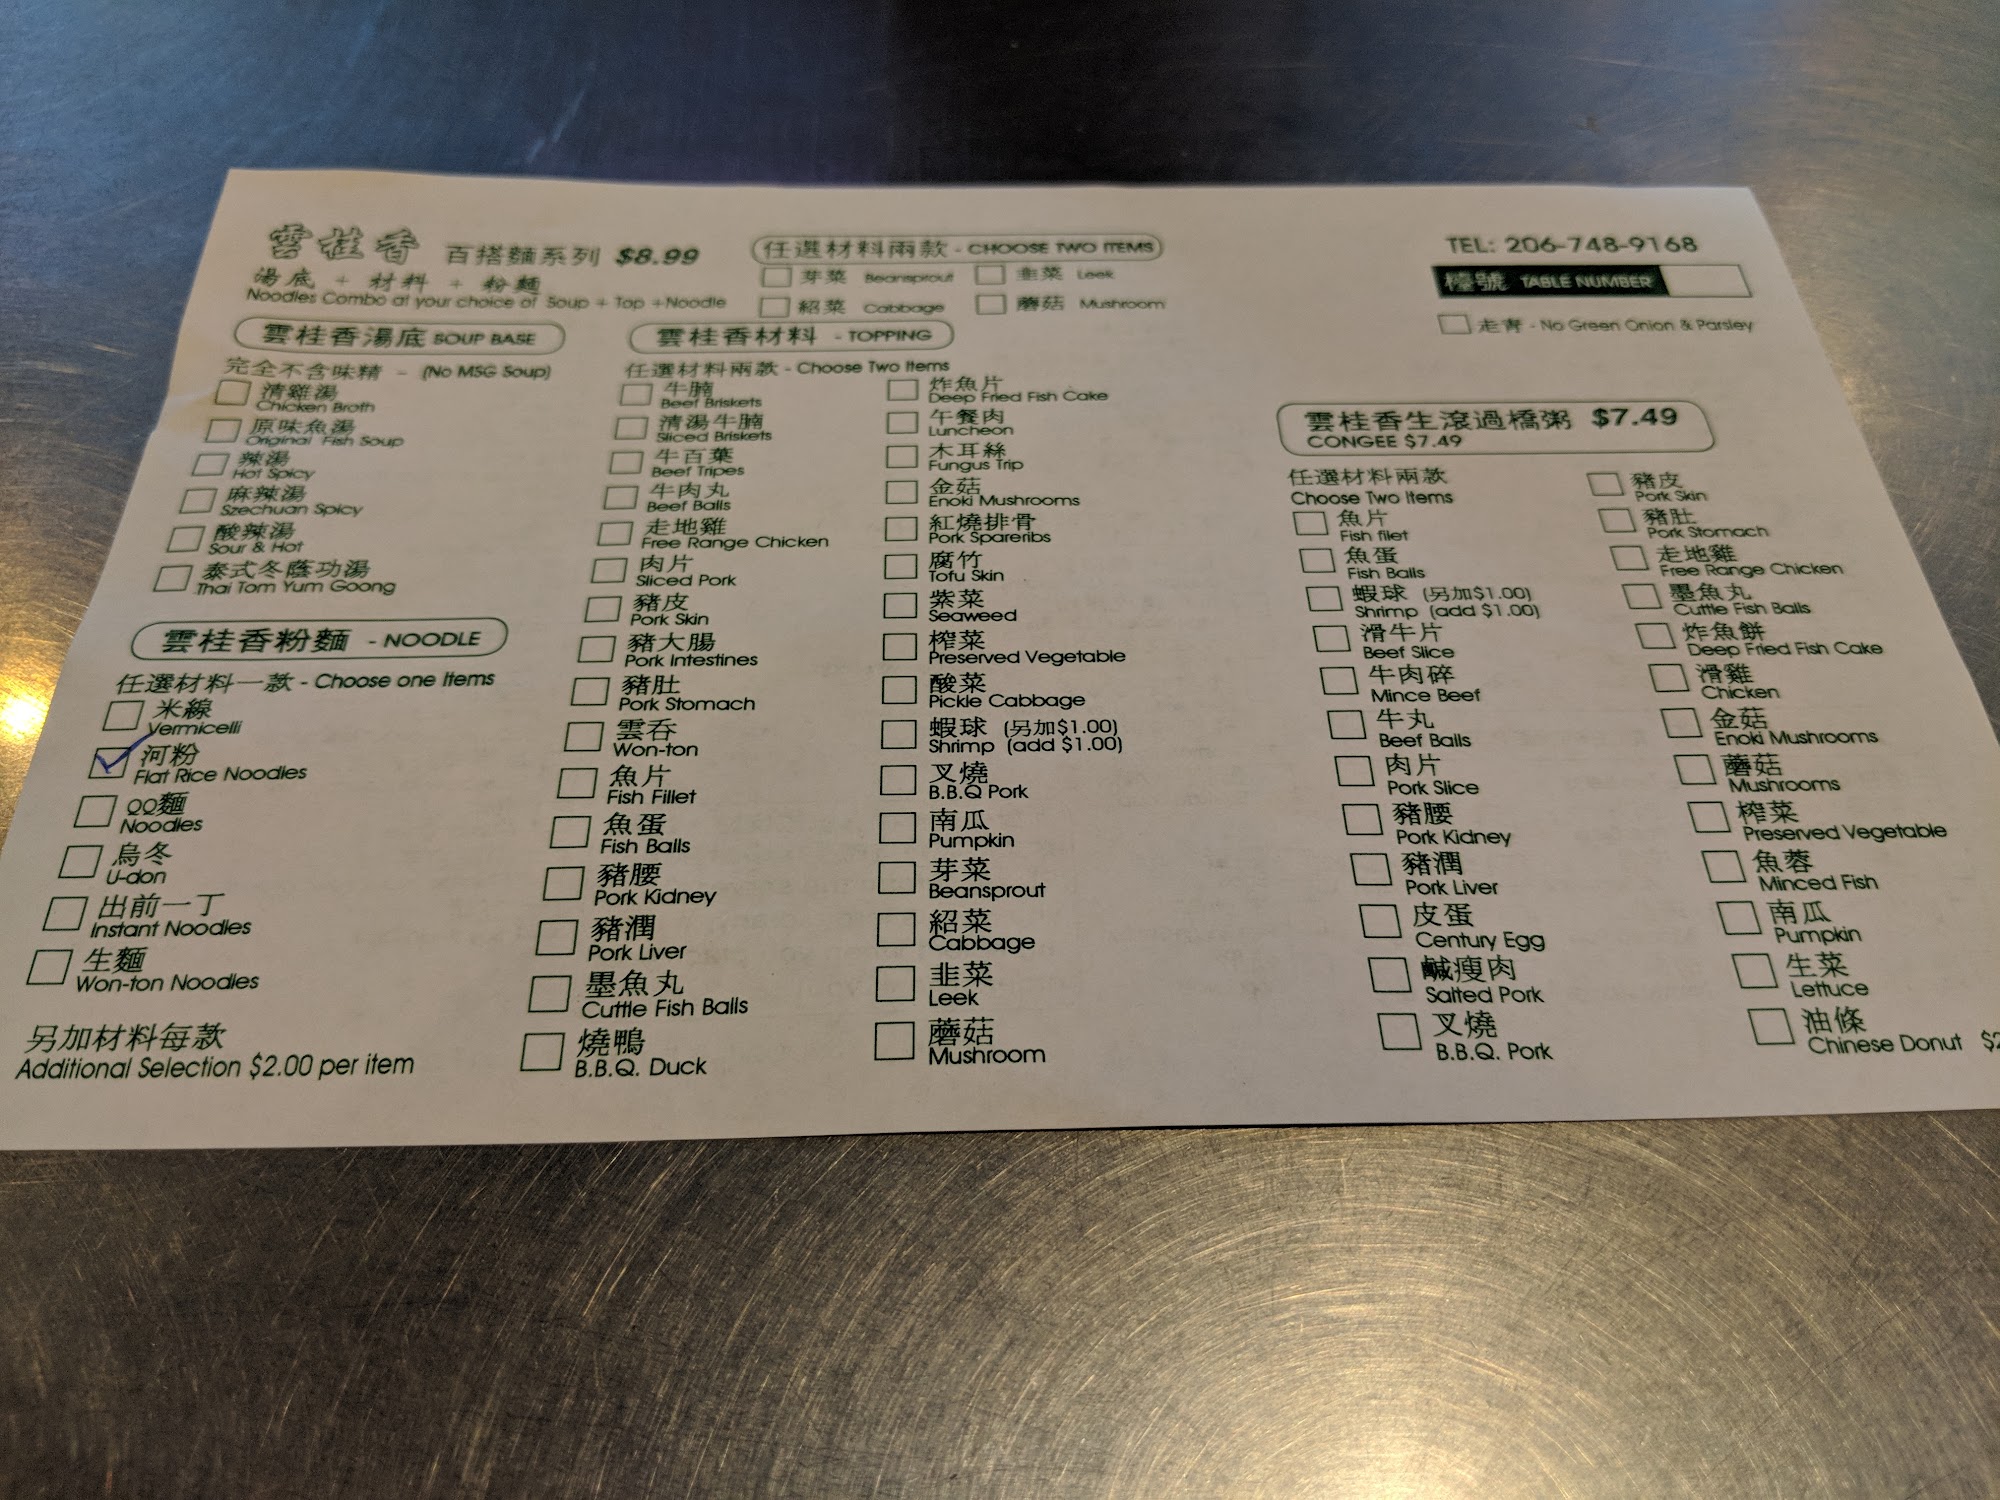 雲桂香 百搭麵系列 $8.99
湯底 + 材料 + 粉麵
Noodles Combo at your choice of Soup + Top +Noodle
任選材料兩款 - CHOOSE TWO ITEMS
芽菜 Beansprout
韭菜 Leek
紹菜 Cabbage
蘑菇 Mushroom
TEL: 206-748-9168
檯號 TABLE NUMBER
走青 - No Green Onion & Parsley
雲桂香湯底 SOUP BASE
完全不含味精 - (No MSG Soup)
清雞湯
Chicken Broth
原味魚湯
Original Fish Soup
辣湯
Hot Spicy
麻辣湯
Szechuan Spicy
酸辣湯
Sour & Hot
泰式冬蔭功湯
Thai Tom Yum Goong
雲桂香粉麵 - NOODLE
任選材料一款 - Choose one Items
米線
Vermicelli
河粉
Flat Rice Noodles
QQ麵
Noodles
烏冬
U-don
出前一丁
Instant Noodles
生麵
Won-ton Noodles
另加材料每款
Additional Selection $2.00 per item
雲桂香材料 - TOPPING
任選材料兩款 - Choose Two Items
牛腩
Beef Briskets
清湯牛腩
Sliced Briskets
牛百葉
Beef Tripes
牛肉丸
Beef Balls
走地雞
Free Range Chicken
肉片
Sliced Pork
豬皮
Pork Skin
豬大腸
Pork Intestines
豬肚
Pork Stomach
雲吞
Won-ton
魚片
Fish Fillet
魚蛋
Fish Balls
豬腰
Pork Kidney
豬潤
Pork Liver
墨魚丸
Cuttle Fish Balls
燒鴨
B.B.Q. Duck
炸魚片
Deep Fried Fish Cake
午餐肉
Luncheon
木耳絲
Fungus Trip
金菇
Enoki Mushrooms
紅燒排骨
Pork Spareribs
腐竹
Tofu Skin
紫菜
Seaweed
榨菜
Preserved Vegetable
酸菜
Pickle Cabbage
蝦球 (另加$1.00)
Shrimp (add $1.00)
叉燒
B.B.Q Pork
南瓜
Pumpkin
芽菜
Beansprout
紹菜
Cabbage
韭菜
Leek
蘑菇
Mushroom
雲桂香生滾過橋粥 $7.49
CONGEE $7.49
任選材料兩款
Choose Two Items
魚片
Fish filet
魚蛋
Fish Balls
蝦球 (另加$1.00)
Shrimp (add $1.00)
滑牛片
Beef Slice
牛肉碎
Mince Beef
牛丸
Beef Balls
肉片
Pork Slice
豬腰
Pork Kidney
豬潤
Pork Liver
皮蛋
Century Egg
鹹瘦肉
Salted Pork
叉燒
B.B.Q. Pork
豬皮
Pork Skin
豬肚
Pork Stomach
走地雞
Free Range Chicken
墨魚丸
Cuttle Fish Balls
炸魚餅
Deep Fried Fish Cake
滑雞
Chicken
金菇
Enoki Mushrooms
蘑菇
Mushrooms
榨菜
Preserved Vegetable
魚蓉
Minced Fish
南瓜
Pumpkin
生菜
Lettuce
油條
Chinese Donut